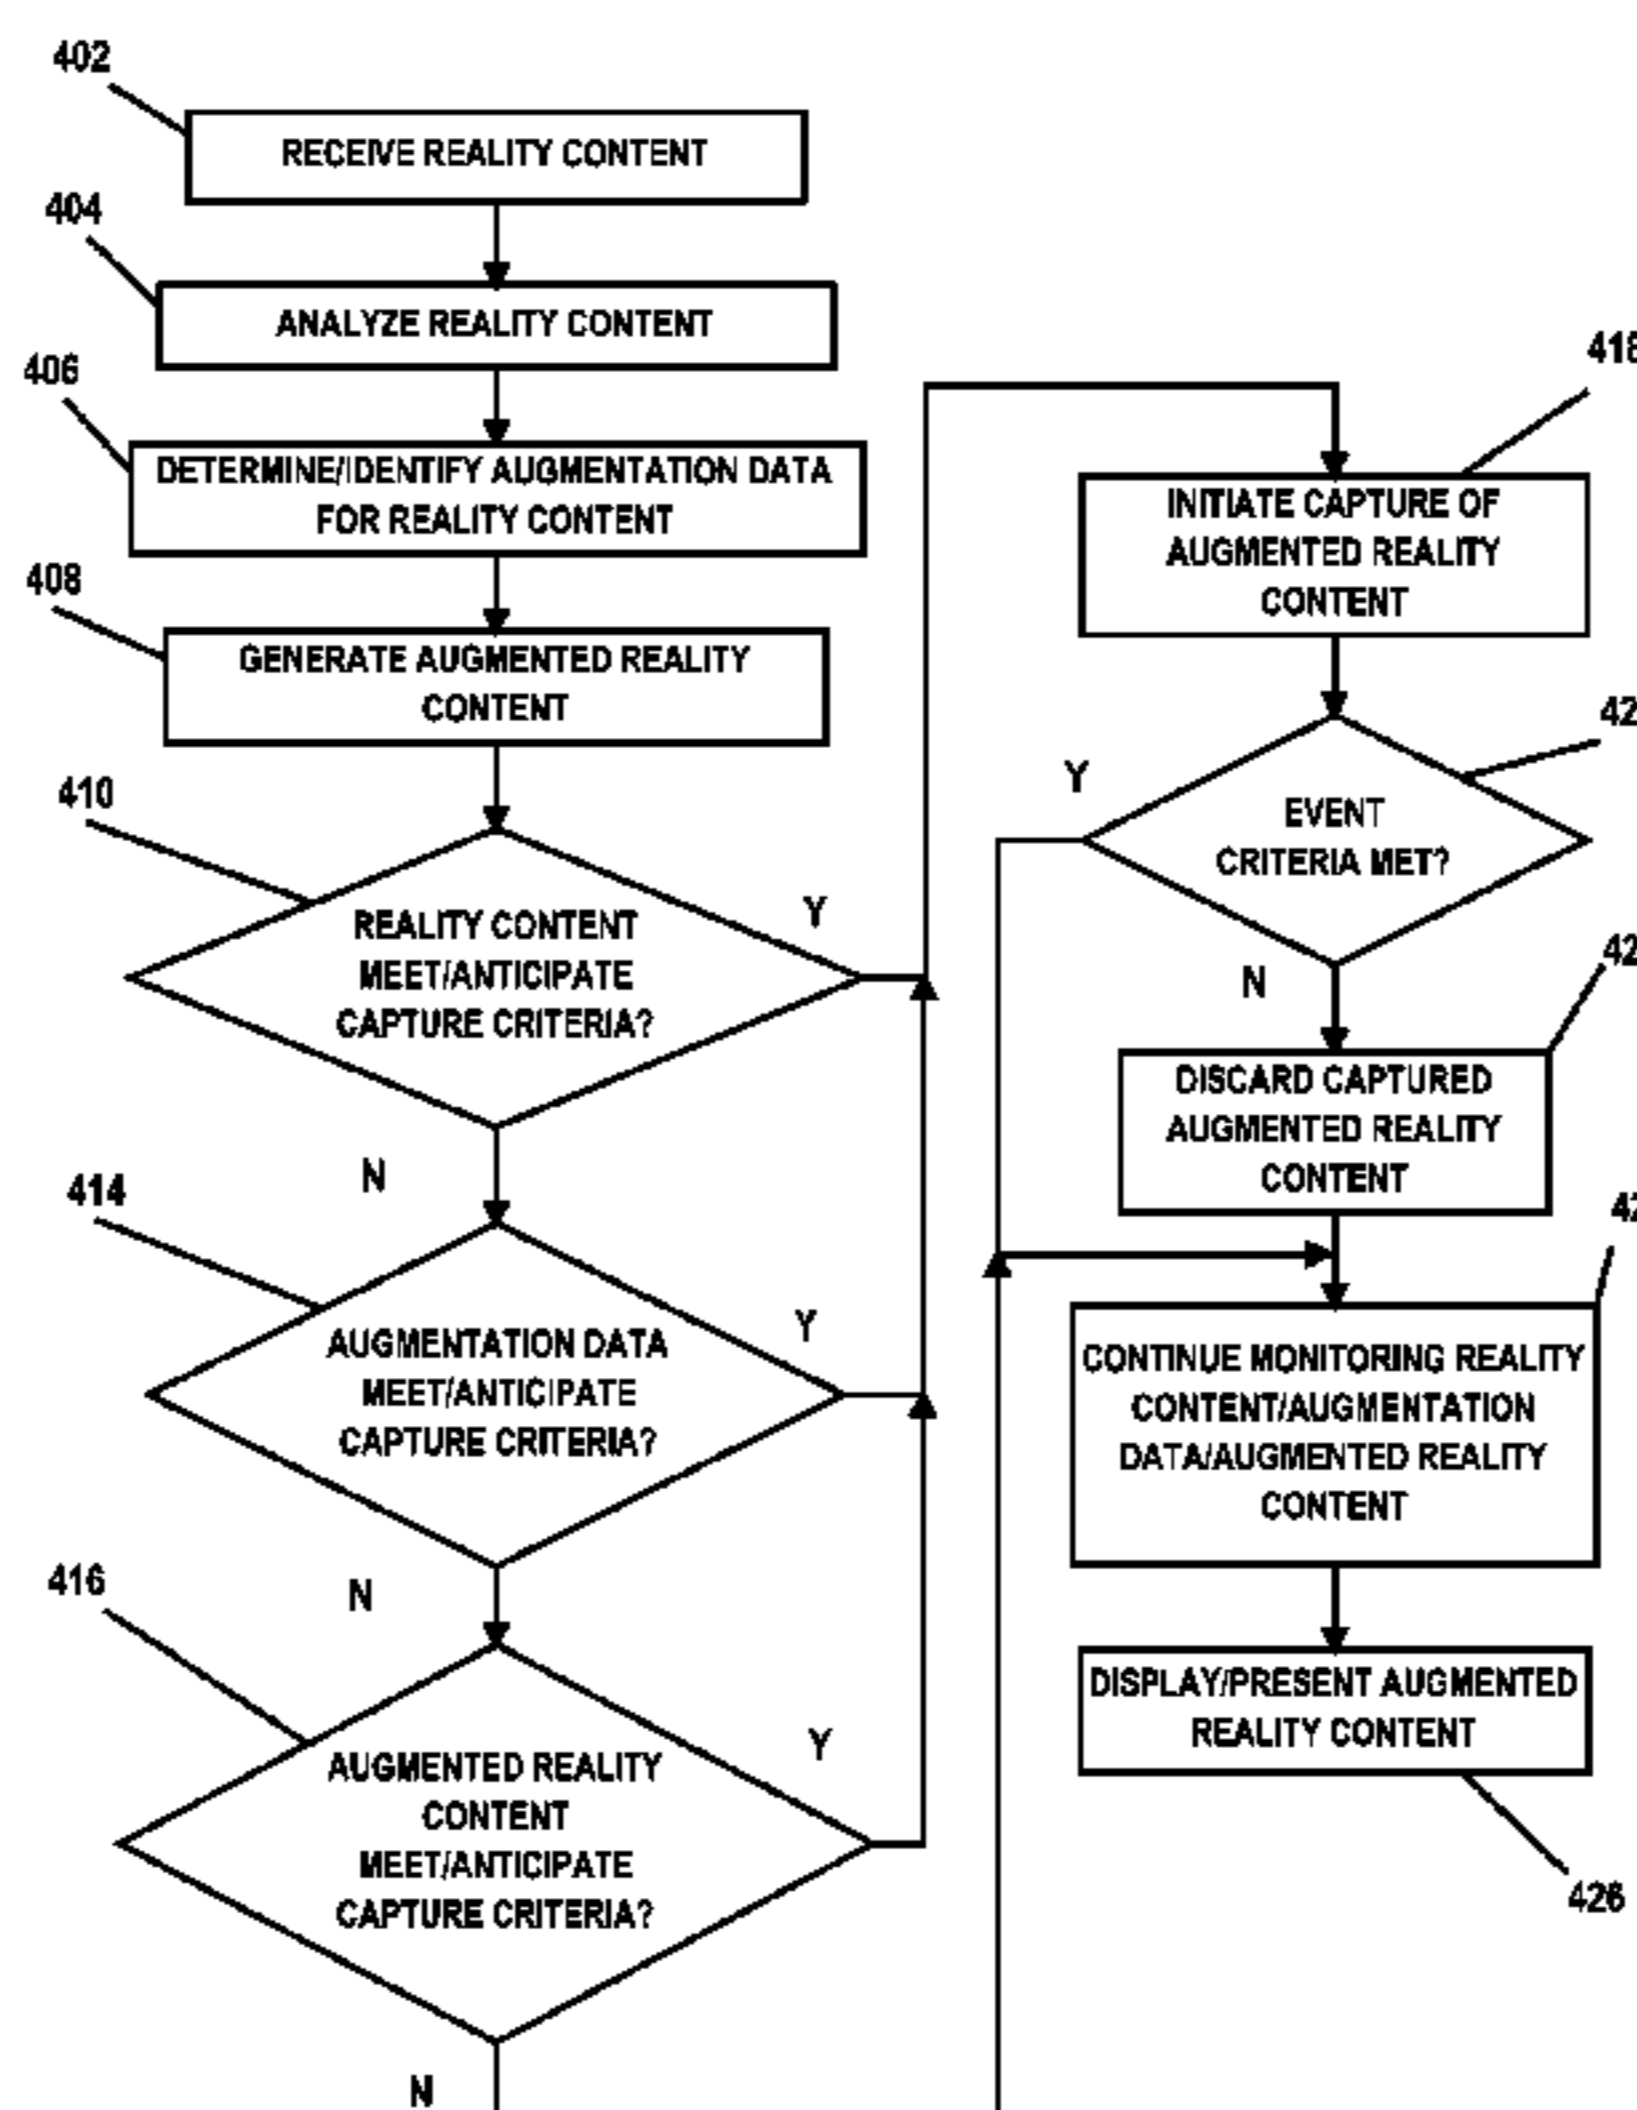 402
RECEIVE REALITY CONTENT
404
ANALYZE REALITY CONTENT
406
DETERMINE/IDENTIFY AUGMENTATION DATA
FOR REALITY CONTENT
408
GENERATE AUGMENTED REALITY
CONTENT
410
REALITY CONTENT
MEET/ANTICIPATE
CAPTURE CRITERIA?
Y
N
414
AUGMENTATION DATA
MEET/ANTICIPATE
CAPTURE CRITERIA?
Y
N
416
AUGMENTED REALITY
CONTENT
MEET/ANTICIPATE
CAPTURE CRITERIA?
Y
N
418
INITIATE CAPTURE OF
AUGMENTED REALITY
CONTENT
EVENT
CRITERIA MET?
Y
N
DISCARD CAPTURED
AUGMENTED REALITY
CONTENT
CONTINUE MONITORING REALITY
CONTENT/AUGMENTATION
DATA/AUGMENTED REALITY
CONTENT
DISPLAY/PRESENT AUGMENTED
REALITY CONTENT
426